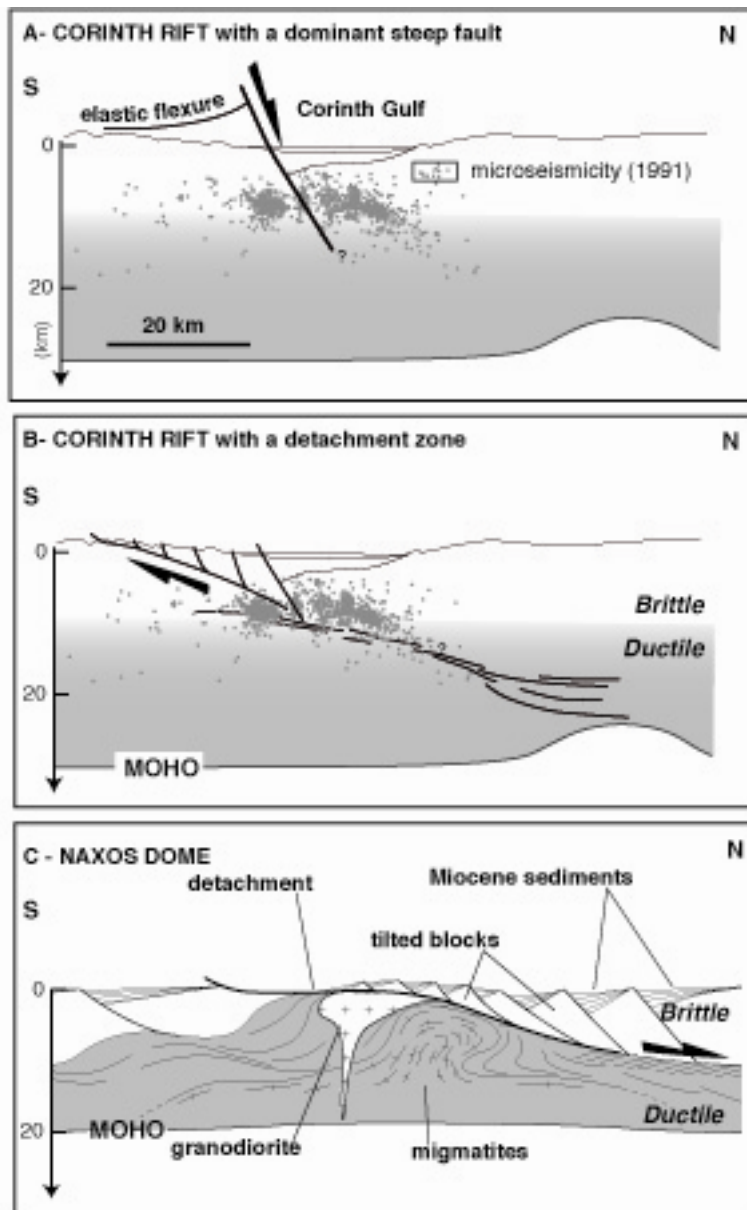 A- CORINTH RIFT with a dominant steep fault
N
S
elastic flexure
Corinth Gulf
0
microseismicity (1991)
?
20
20 km
(km)
B- CORINTH RIFT with a detachment zone
N
S
0
Brittle
Ductile
?
20
MOHO
C - NAXOS DOME
N
detachment
Miocene sediments
S
tilted blocks
0
Brittle
MOHO
Ductile
20
granodiorite
migmatites